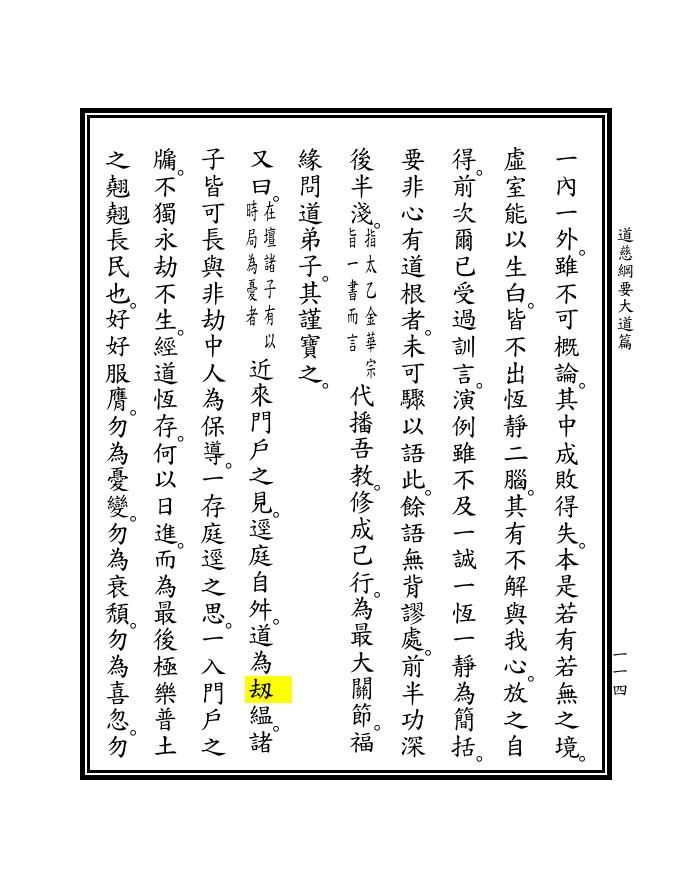 道慈綱要大道篇
一一四
一內一外。雖不可概論。其中成敗得失。本是若有若無之境。
虛室能以生白。皆不出恆靜二腦。其有不解與我心。放之自
得。前次爾已受過訓言。演例雖不及一誠一恆一靜為簡括。
要非心有道根者。未可驟以語此。餘語無背謬處。前半功深
後半淺。指太乙金華宗旨一書而言代播吾教。修成己行。為最大關節。福
緣問道弟子。其謹寶之。
又曰。在壇諸子有以時局為憂者近來門戶之見。逕庭自舛。道為刼縕。諸
子皆可長與非劫中人為保導。一存庭逕之思。一入門戶之
牖。不獨永劫不生。經道恆存。何以日進。而為最後極樂普土
之翹翹長民也。好好服膺。勿為憂變。勿為衰頹。勿為喜忽。勿